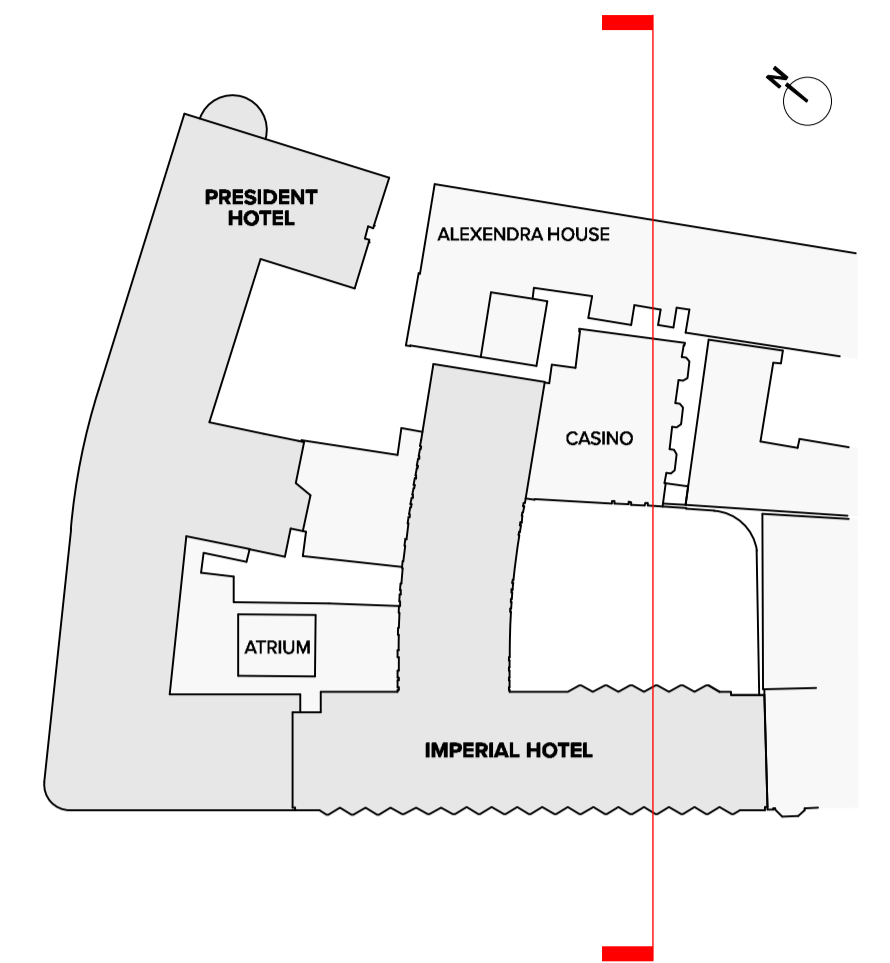 N
PRESIDENT
HOTEL
ALEXENDRA HOUSE
CASINO
ATRIUM
IMPERIAL HOTEL